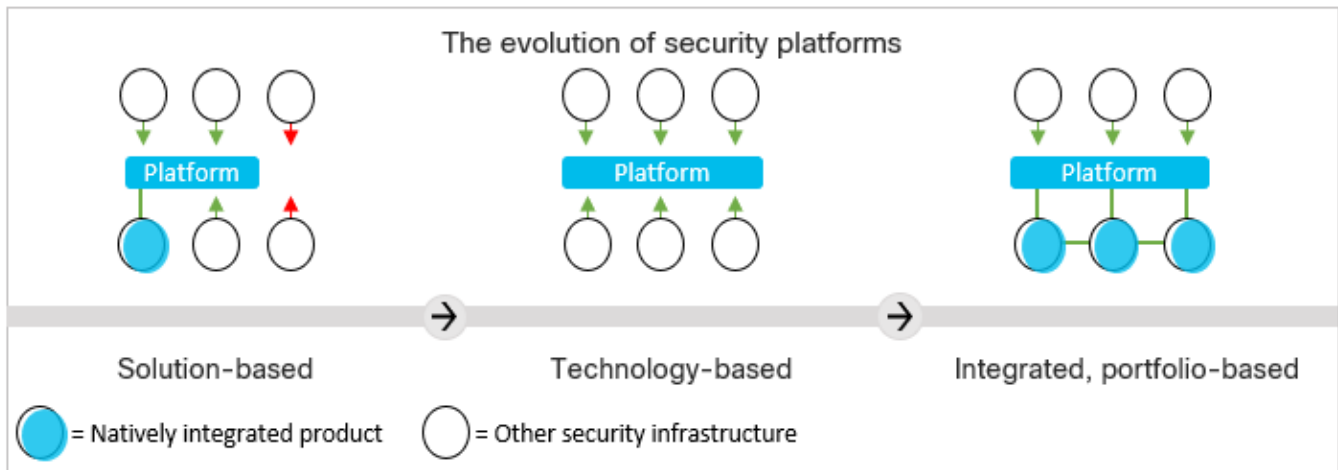 The evolution of security platforms
Platform
Platform
Platform
Solution-based
Technology-based
Integrated, portfolio-based
= Natively integrated product
= Other security infrastructure